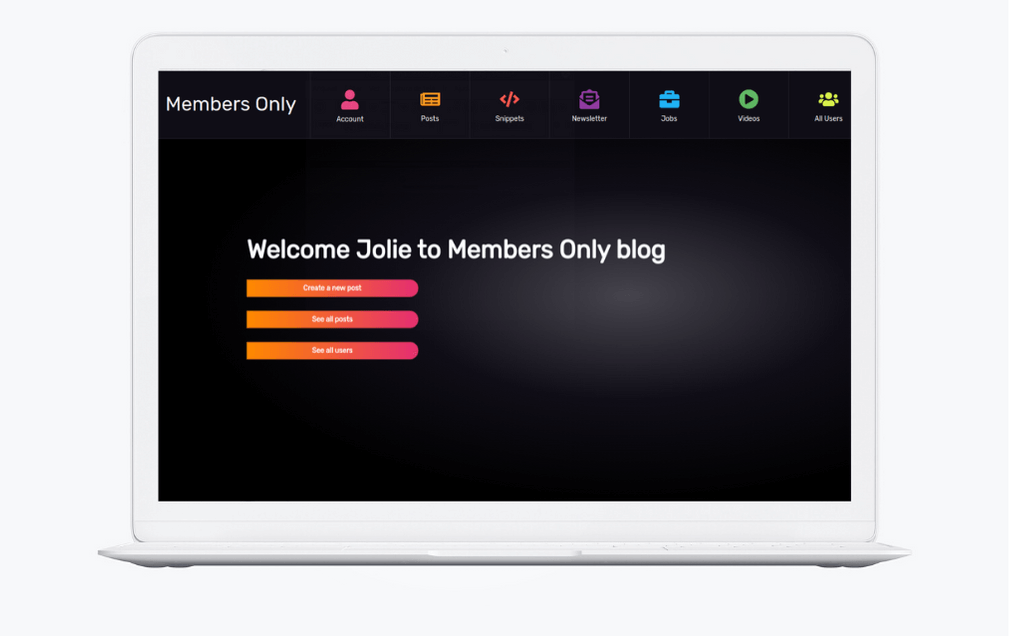 Members Only
Account
Posts
Snippets
Newsletter
Jobs
Videos
All Users
Welcome Jolie to Members Only blog
Create a new post
See all posts
See all users